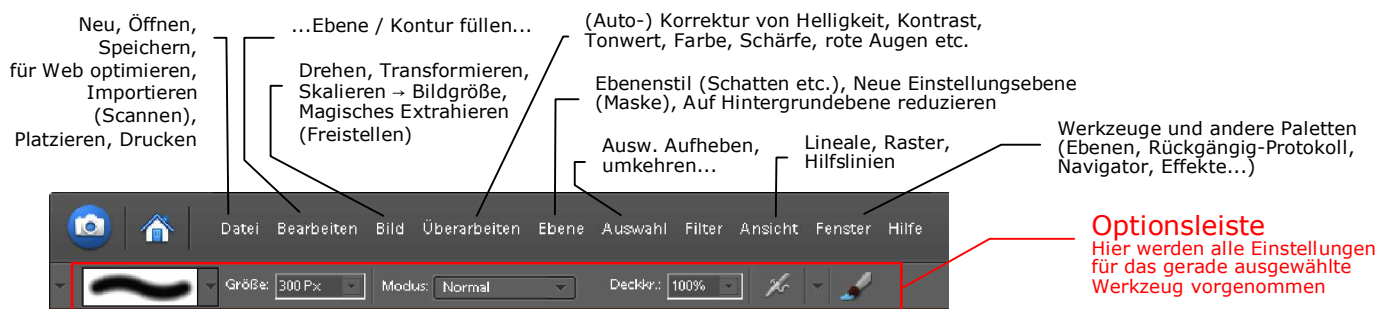 Neu, Öffnen,
Speichern,
für Web optimieren,
Importieren
(Scannen),
Platzieren, Drucken
...Ebene / Kontur füllen...
Drehen, Transformieren,
Skalieren → Bildgröße,
Magisches Extrahieren
(Freistellen)
(Auto-) Korrektur von Helligkeit, Kontrast,
Tonwert, Farbe, Schärfe, rote Augen etc.
Ebenenstil (Schatten etc.), Neue Einstellungsebene
(Maske), Auf Hintergrundebene reduzieren
Ausw. Aufheben,
umkehren...
Lineale, Raster,
Hilfslinien
Werkzeuge und andere Paletten
(Ebenen, Rückgängig-Protokoll,
Navigator, Effekte...)
Datei Bearbeiten Bild Überarbeiten Ebene Auswahl Filter Ansicht Fenster Hilfe
Größe: 300 Px Modus: Normal Deckkr.: 100%
Optionsleiste
Hier werden alle Einstellungen
für das gerade ausgewählte
Werkzeug vorgenommen